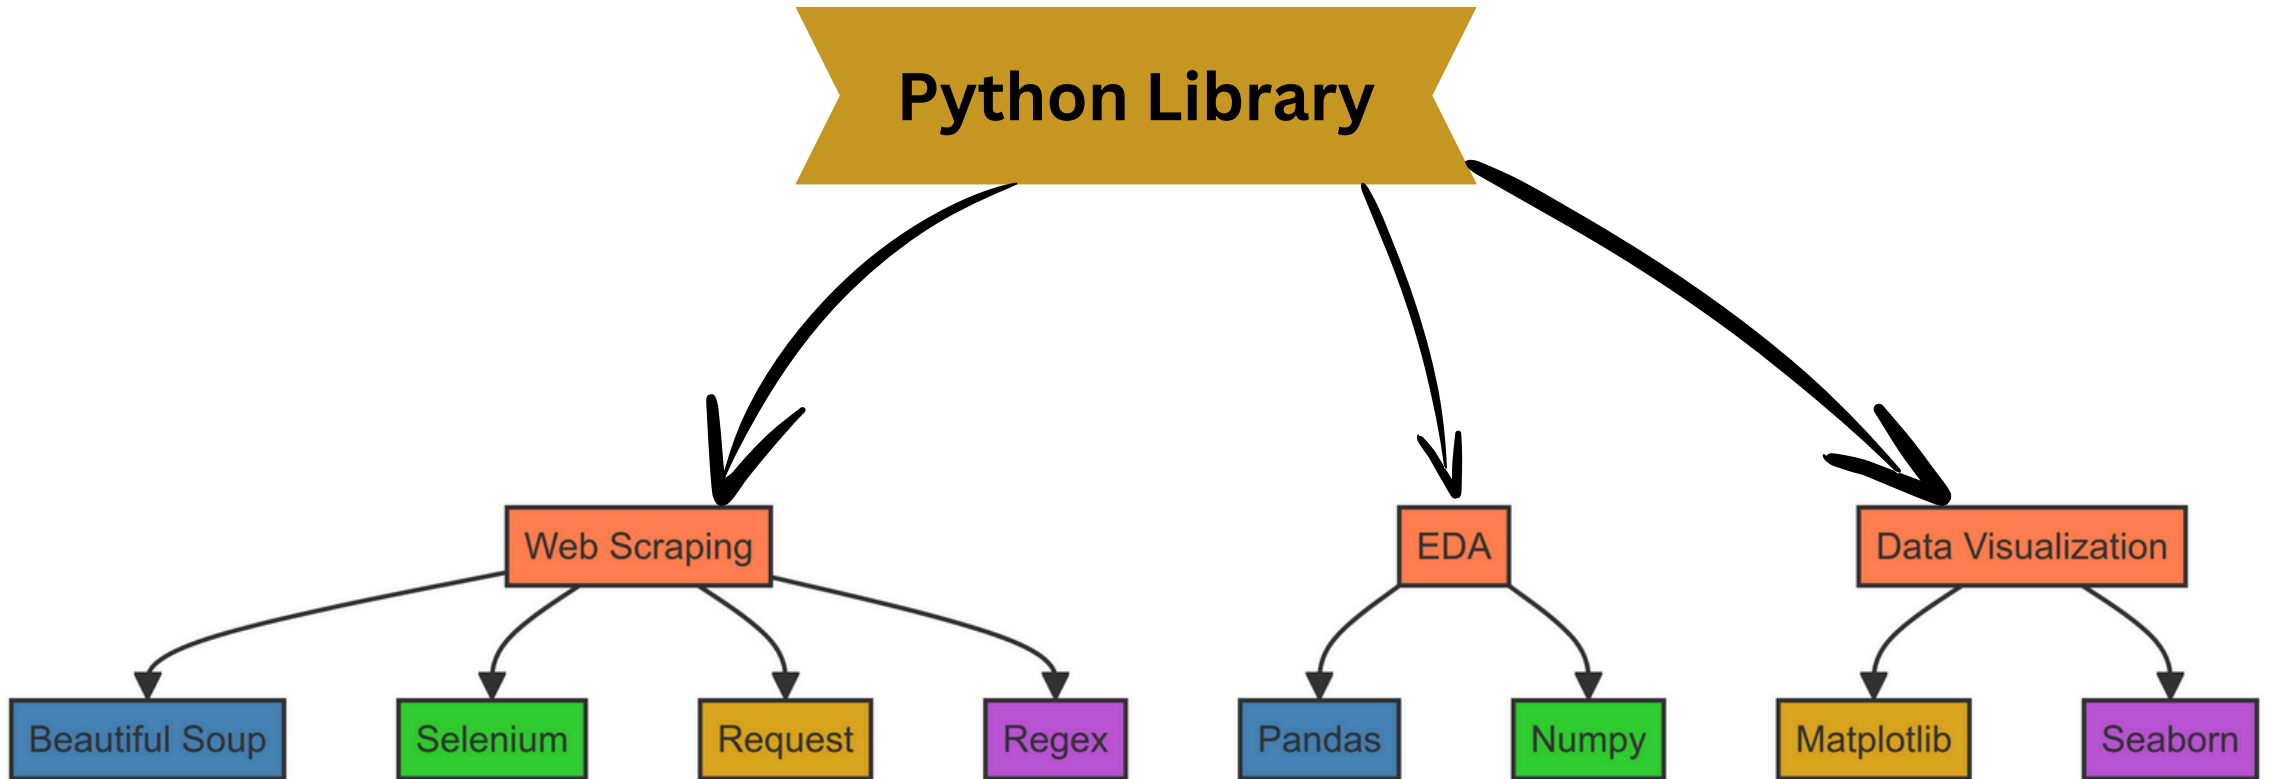 Python Library
Web Scraping
EDA
Data Visualization
Beautiful Soup
Selenium
Request
Regex
Pandas
Numpy
Matplotlib
Seaborn